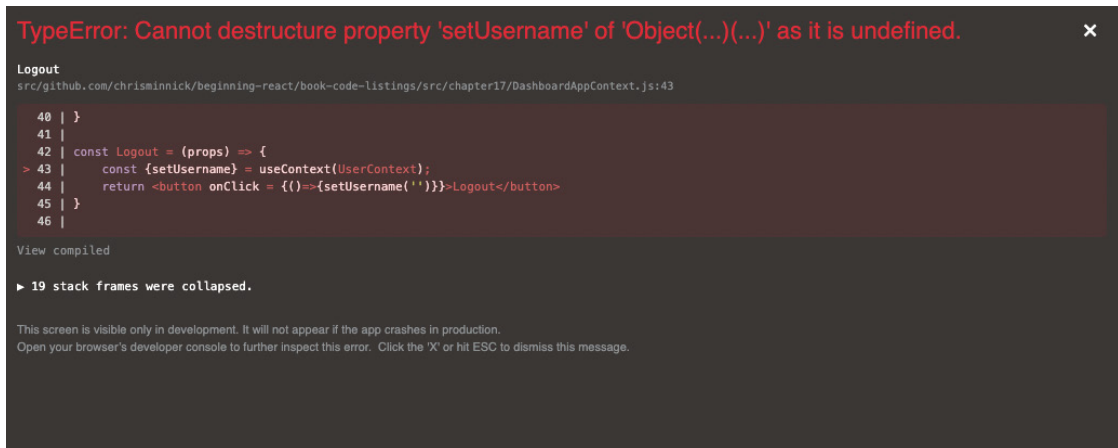 TypeError: Cannot destructure property 'setUsername' of 'Object(...)(...)' as it is undefined.
×
Logout
src/github.com/chrisminnick/beginning-react/book-code-listings/src/chapter17/DashboardAppContext.js:43
40 | }
41 |
42 | const Logout = (props) => {
> 43 |     const {setUsername} = useContext(UserContext);
44 |     return <button onClick = {()=>{setUsername('')}}>Logout</button>
45 | }
46 |
View compiled
▶ 19 stack frames were collapsed.
This screen is visible only in development. It will not appear if the app crashes in production.
Open your browser's developer console to further inspect this error.  Click the 'X' or hit ESC to dismiss this message.